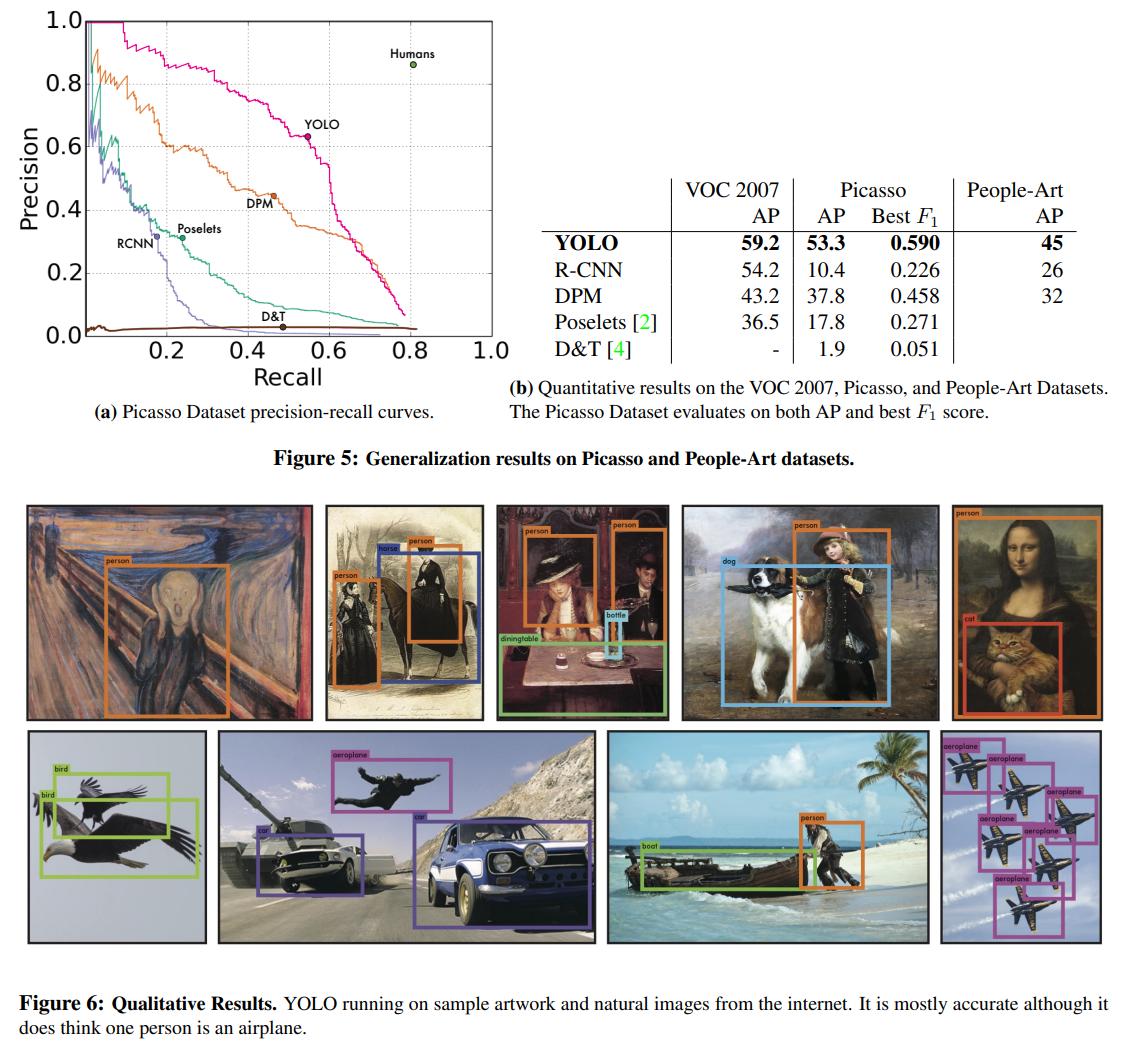 1.0
0.8
0.6
0.4
0.2
0.0
Precision
Humans
YOLO
DPM
Poselets
RCNN
D&T
0.2 0.4 0.6 0.8 1.0
Recall
(a) Picasso Dataset precision-recall curves.
VOC 2007 Picasso People-Art
AP AP Best F1 AP
YOLO 59.2 53.3 0.590 45
R-CNN 54.2 10.4 0.226 26
DPM 43.2 37.8 0.458 32
Poselets [2] 36.5 17.8 0.271
D&T [4] - 1.9 0.051
(b) Quantitative results on the VOC 2007, Picasso, and People-Art Datasets.
The Picasso Dataset evaluates on both AP and best F1 score.
Figure 5: Generalization results on Picasso and People-Art datasets.
person
person
horse
person
person
person
bottle
diningtable
person
dog
person
cat
bird
bird
aeroplane
car
car
person
boat
aeroplane
aeroplane
aeroplane
aeroplane
aeroplane
aeroplane
Figure 6: Qualitative Results. YOLO running on sample artwork and natural images from the internet. It is mostly accurate although it
does think one person is an airplane.